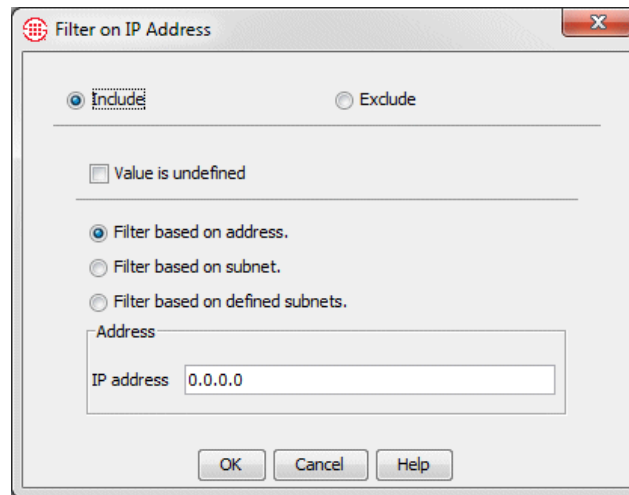 Filter on IP Address
Include Exclude
Value is undefined
Filter based on address.
Filter based on subnet.
Filter based on defined subnets.
Address
IP address 0.0.0.0
OK Cancel Help